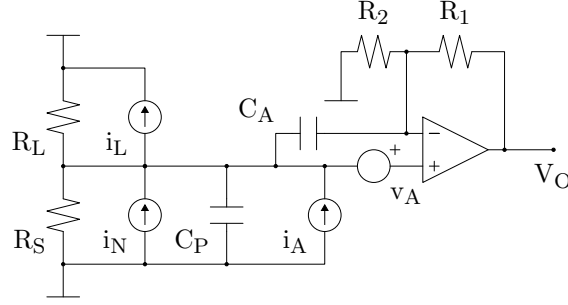 R2 R1
CA
RL iL
− +
+
vA VO
RS iN CP iA